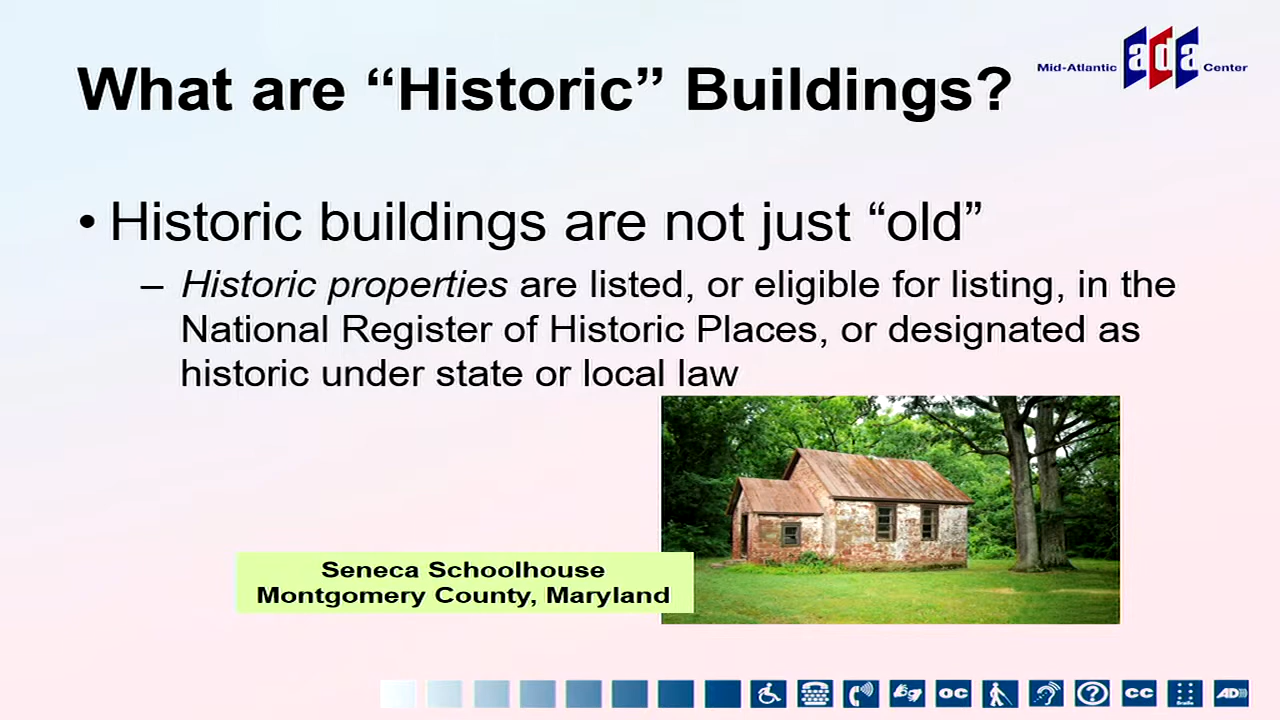 Mid-Atlantic ada Center
What are “Historic” Buildings?
• Historic buildings are not just “old”
– Historic properties are listed, or eligible for listing, in the
National Register of Historic Places, or designated as
historic under state or local law
Seneca Schoolhouse
Montgomery County, Maryland
OC ? CC Braille AD